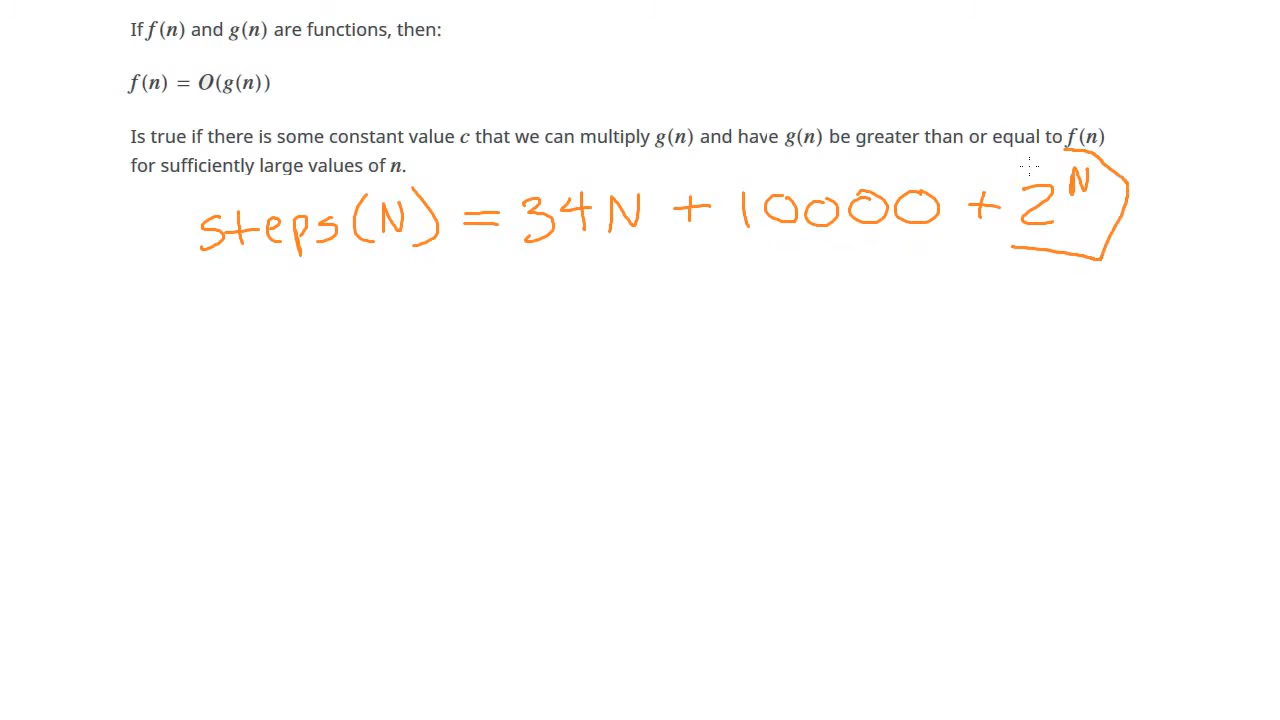 If f(n) and g(n) are functions, then:
f(n) = O(g(n))
Is true if there is some constant value c that we can multiply g(n) and have g(n) be greater than or equal to f(n)
for sufficiently large values of n.
steps(N) = 34N + 10000 + 2^N